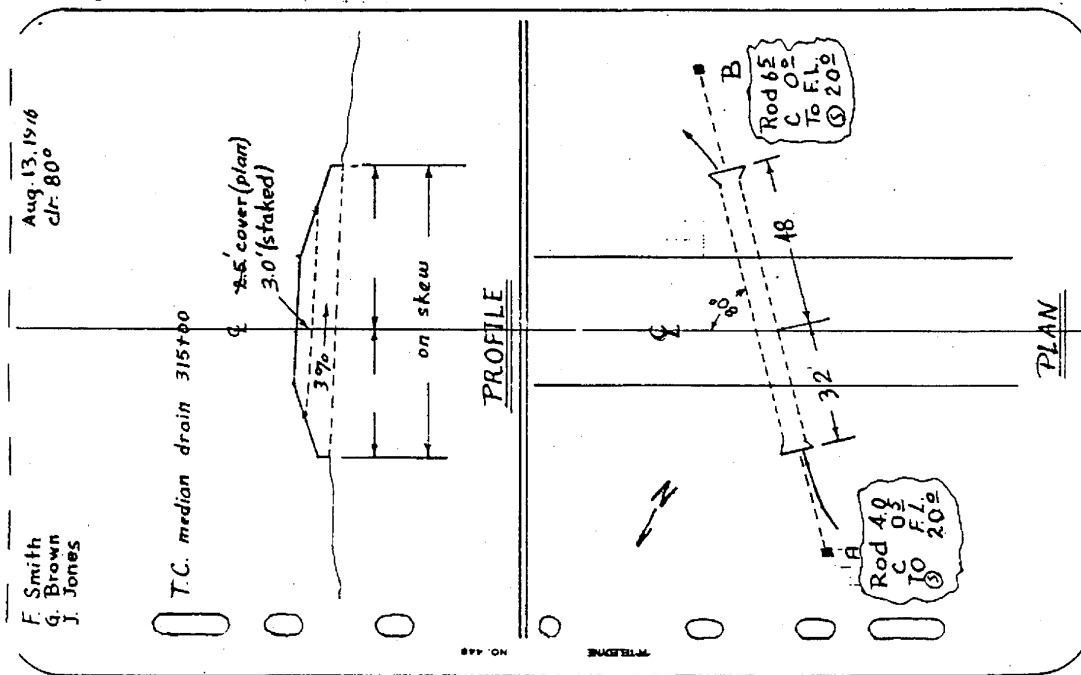 F. Smith
G. Brown
J. Jones
Aug. 13, 1916
clr. 80°
T.C. median drain 315+00
℄
2.5' cover (plan)
3.0' (staked)
3%
on skew
PROFILE
℄
80°
48
32
N
A
Rod 4.0
C 0.5
TO F.L.
Ⓢ 20.0
B
Rod 6.5
C 0.0
To F.L.
Ⓢ 20.0
PLAN
NO. 448
TELEDYNE